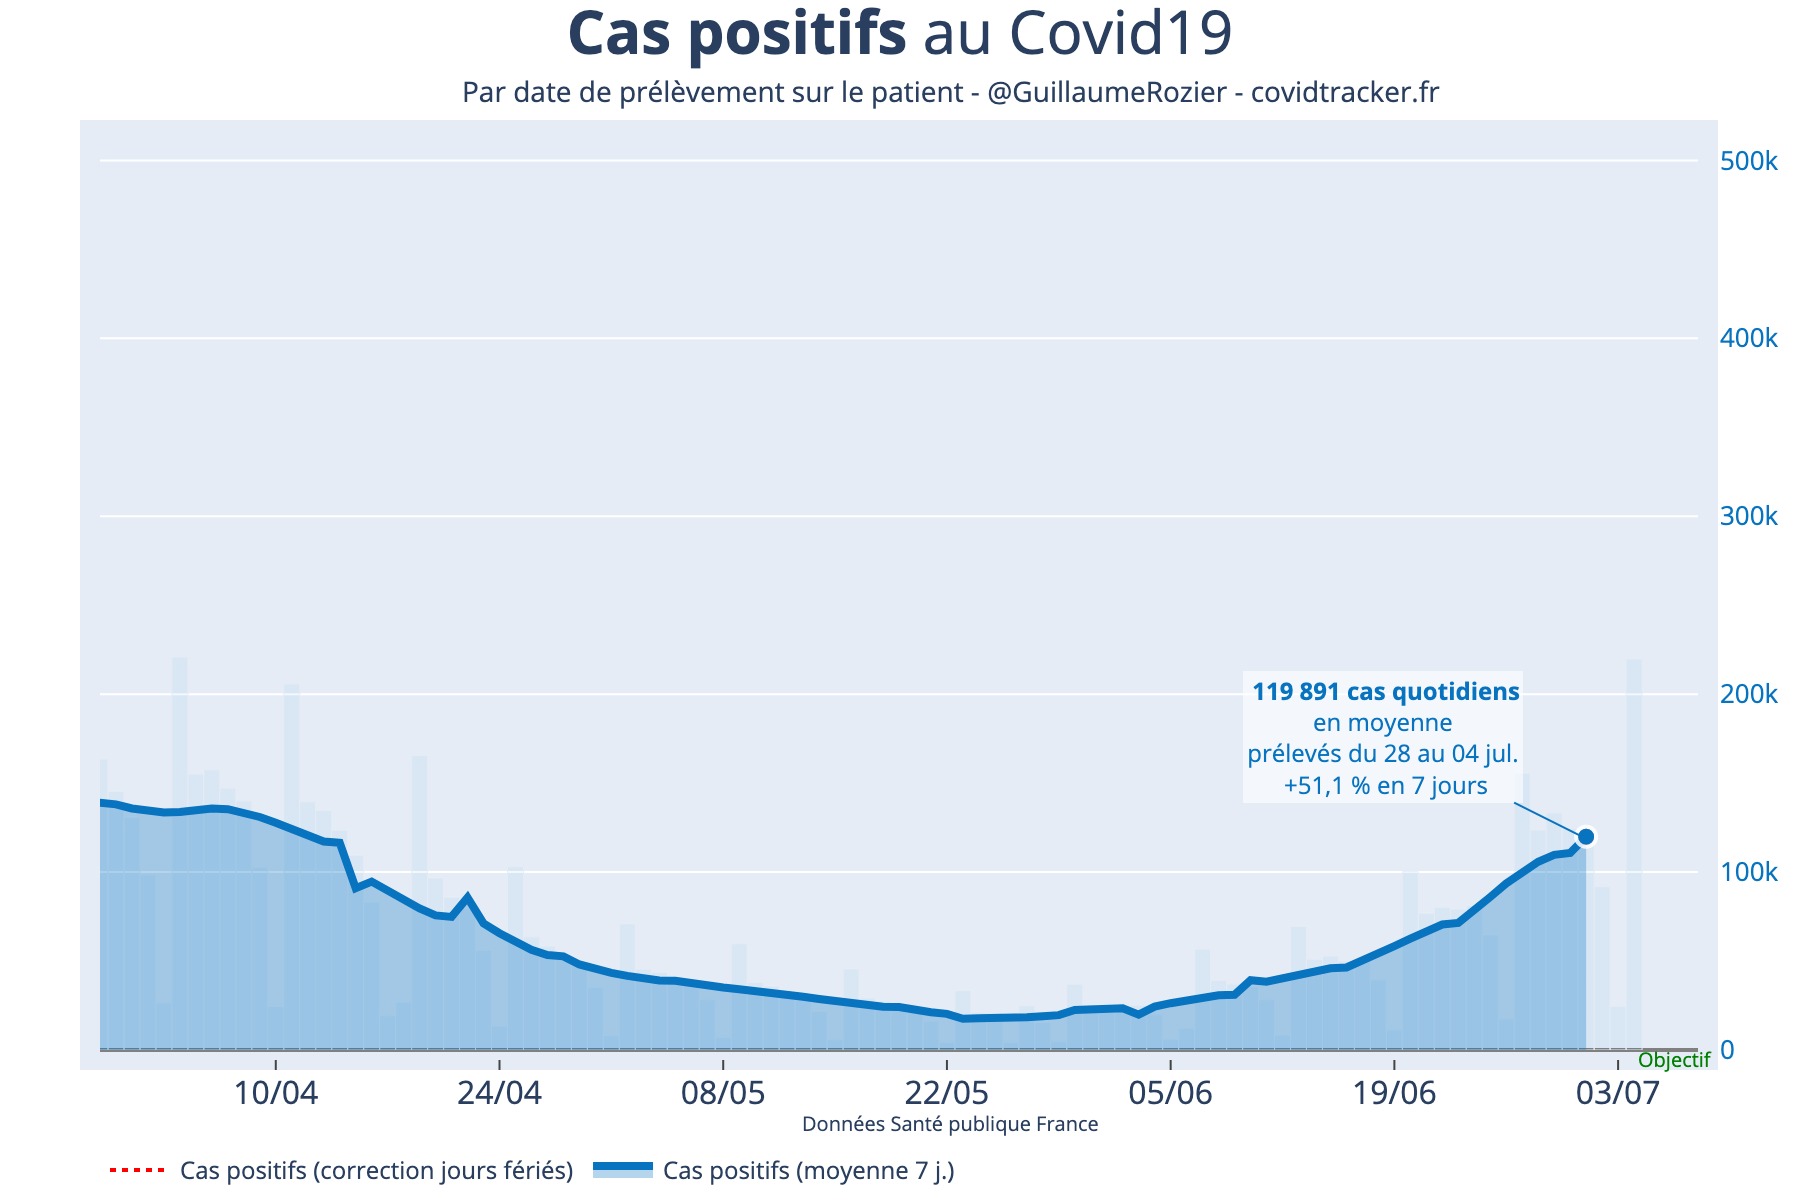 Cas positifs au Covid19
Par date de prélèvement sur le patient - @GuillaumeRozier - covidtracker.fr
500k
400k
300k
200k
100k
0
119 891 cas quotidiens
en moyenne
prélevés du 28 au 04 jul.
+51,1 % en 7 jours
Objectif
10/04 24/04 08/05 22/05 05/06 19/06 03/07
Données Santé publique France
Cas positifs (correction jours fériés) Cas positifs (moyenne 7 j.)